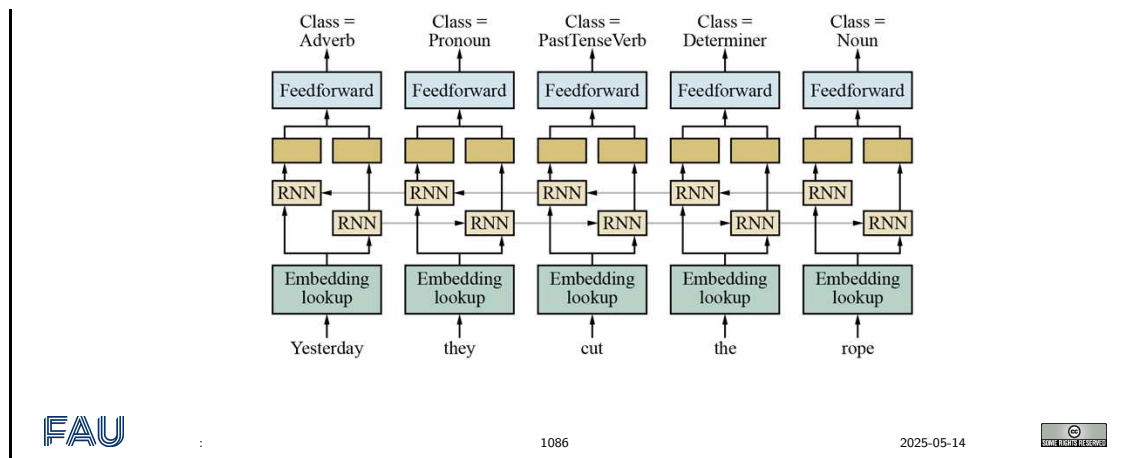 Class = Class = Class = Class = Class =
Adverb Pronoun PastTenseVerb Determiner Noun
Feedforward Feedforward Feedforward Feedforward Feedforward
RNN RNN RNN RNN RNN
RNN RNN RNN RNN RNN
Embedding Embedding Embedding Embedding Embedding
lookup lookup lookup lookup lookup
Yesterday they cut the rope
FAU : 1086 2025-05-14 cc
SOME RIGHTS RESERVED